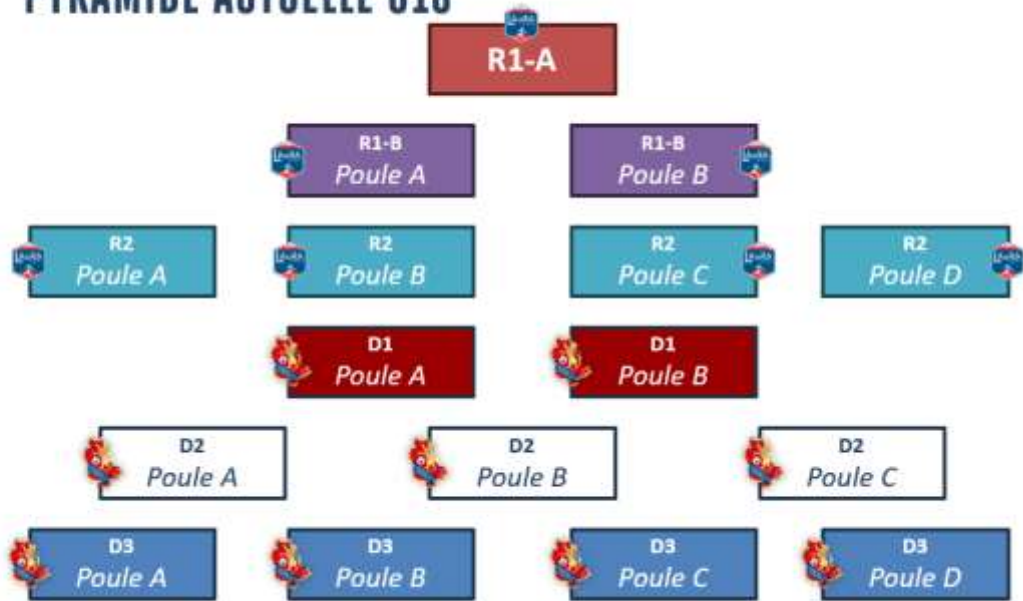 PYRAMIDE ACTUELLE U18
R1-A
R1-B
Poule A
R1-B
Poule B
R2
Poule A
R2
Poule B
R2
Poule C
R2
Poule D
D1
Poule A
D1
Poule B
D2
Poule A
D2
Poule B
D2
Poule C
D3
Poule A
D3
Poule B
D3
Poule C
D3
Poule D